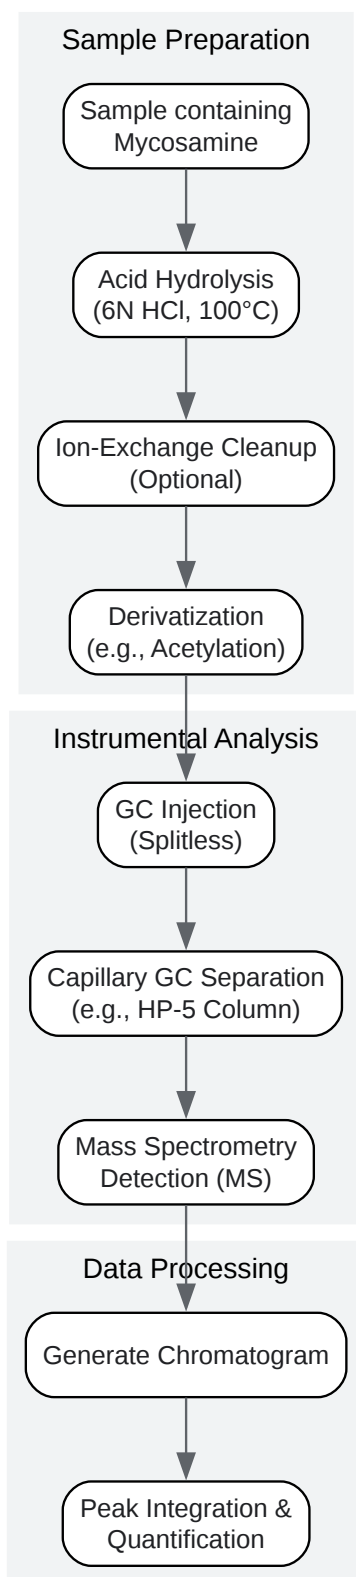 Sample Preparation
Sample containing
Mycosamine
Acid Hydrolysis
(6N HCl, 100°C)
Ion-Exchange Cleanup
(Optional)
Derivatization
(e.g., Acetylation)
Instrumental Analysis
GC Injection
(Splitless)
Capillary GC Separation
(e.g., HP-5 Column)
Mass Spectrometry
Detection (MS)
Data Processing
Generate Chromatogram
Peak Integration &
Quantification